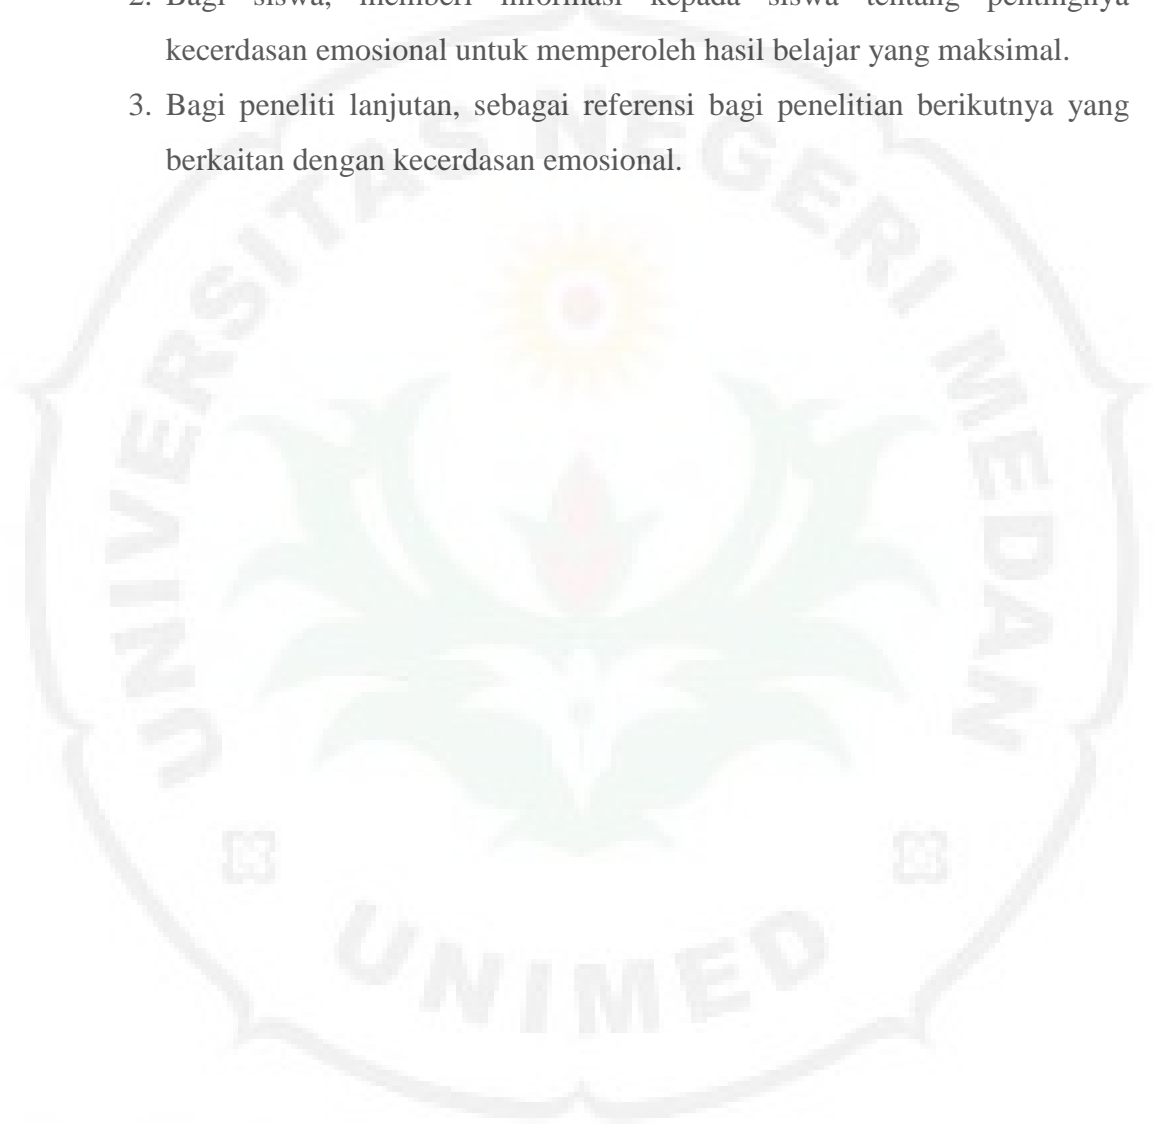 2. Bagi siswa, memberi informasi kepada siswa tentang pentingnya
kecerdasan emosional untuk memperoleh hasil belajar yang maksimal.
3. Bagi peneliti lanjutan, sebagai referensi bagi penelitian berikutnya yang
berkaitan dengan kecerdasan emosional.
UNIVERSITAS NEGERI MEDAN
UNIMED